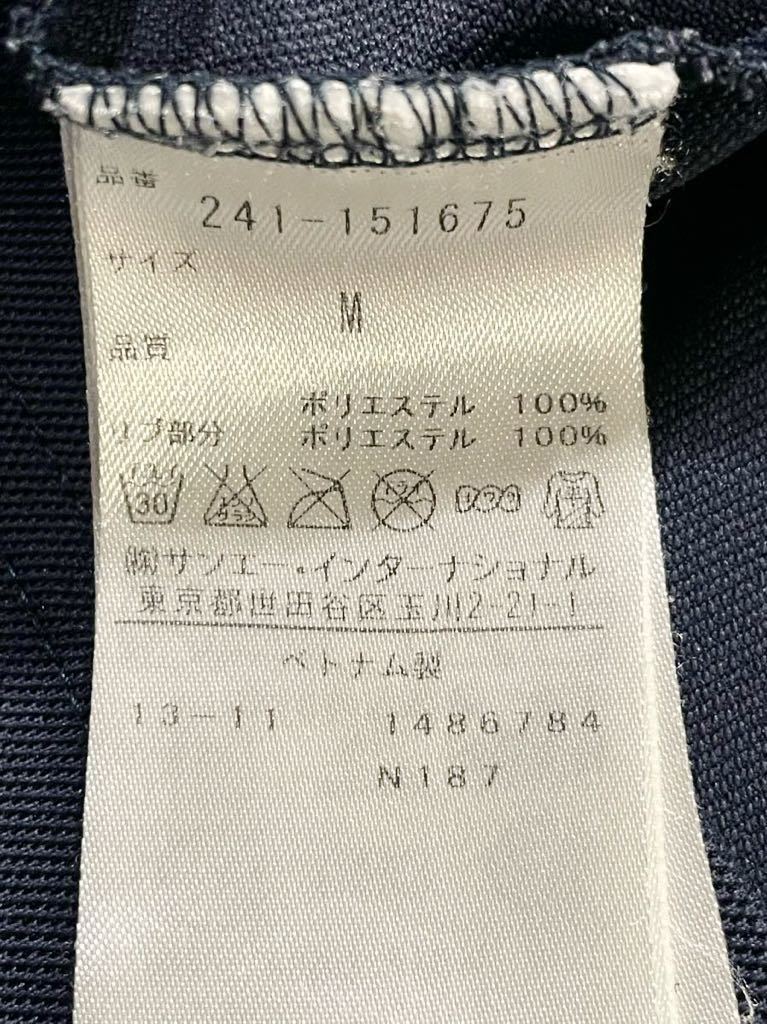 品番
241-151675
サイズ
M
品質
ポリエステル 100%
リブ部分 ポリエステル 100%
30
㈱サンエー・インターナショナル
東京都世田谷区玉川2-21-1
ベトナム製
13-11 1486784
N187